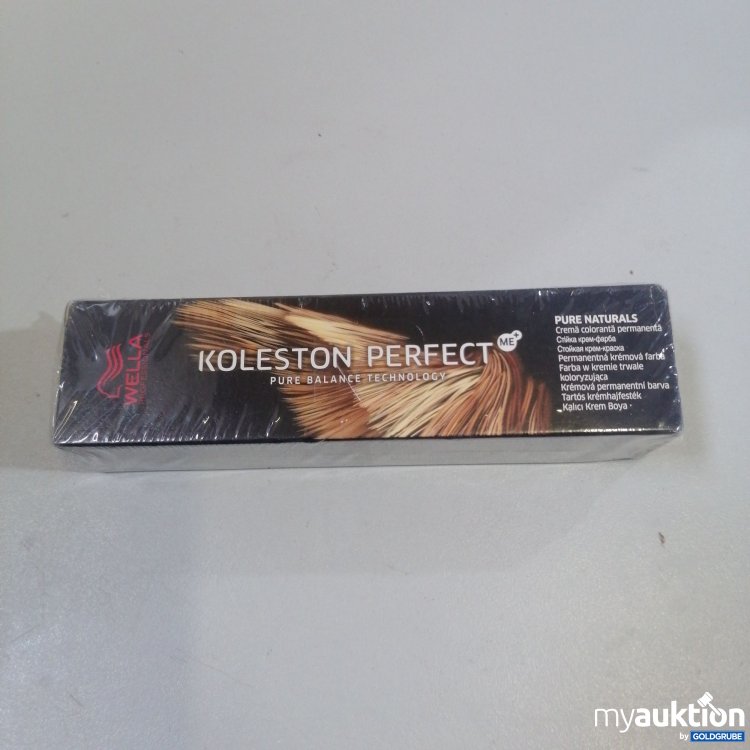 WELLA
KOLESTON PERFECT ME+
PURE BALANCE TECHNOLOGY
PURE NATURALS
Cremă colorantă permanentă
Стійка крем-фарба
Стойкая крем-краска
Permanentná krémová farba
Farba w kremie trwale
koloryzująca
Krémová permanentní barva
Tartós krémhajfesték
Kalıcı Krem Boya
myauktion
by GOLDGRUBE